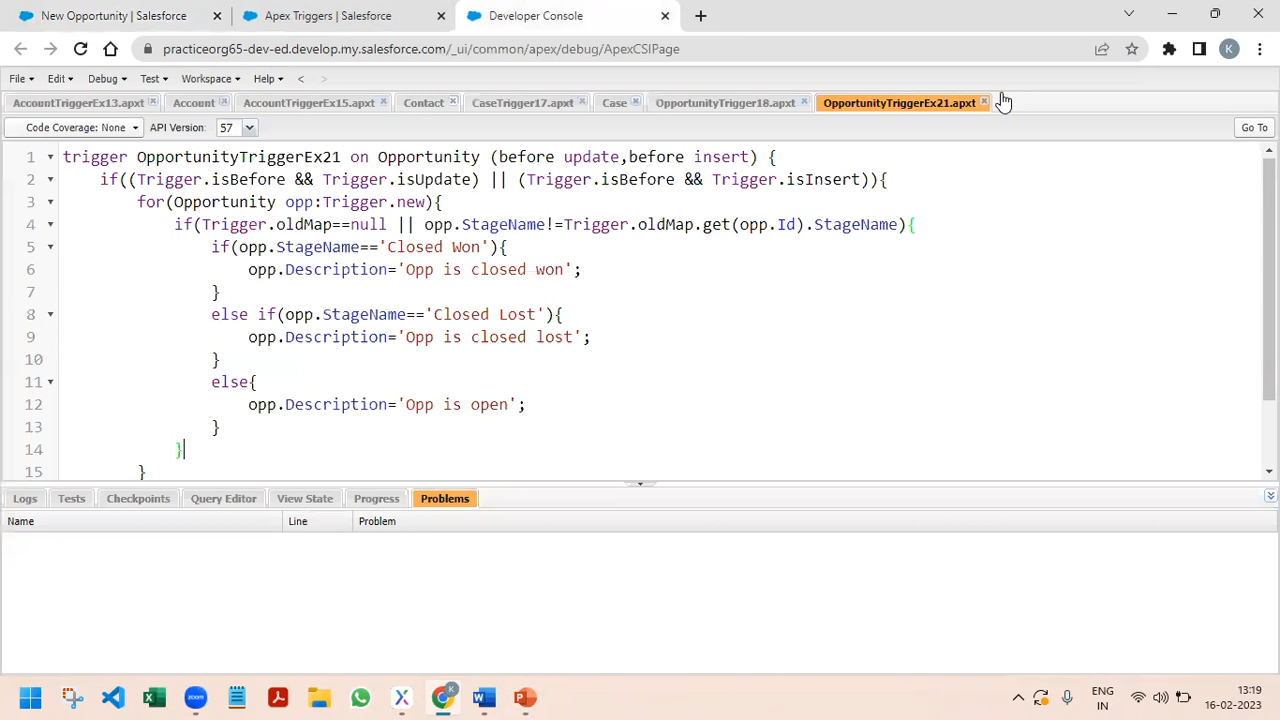 New Opportunity | Salesforce
Apex Triggers | Salesforce
Developer Console
practiceorg65-dev-ed.develop.my.salesforce.com/_ui/common/apex/debug/ApexCSIPage
K
File Edit Debug Test Workspace Help < >
AccountTriggerEx13.apxt Account AccountTriggerEx15.apxt Contact CaseTrigger17.apxt Case OpportunityTrigger18.apxt OpportunityTriggerEx21.apxt
Code Coverage: None API Version: 57 Go To
1 trigger OpportunityTriggerEx21 on Opportunity (before update,before insert) {
2 if((Trigger.isBefore && Trigger.isUpdate) || (Trigger.isBefore && Trigger.isInsert)){
3 for(Opportunity opp:Trigger.new){
4 if(Trigger.oldMap==null || opp.StageName!=Trigger.oldMap.get(opp.Id).StageName){
5 if(opp.StageName=='Closed Won'){
6 opp.Description='Opp is closed won';
7 }
8 else if(opp.StageName=='Closed Lost'){
9 opp.Description='Opp is closed lost';
10 }
11 else{
12 opp.Description='Opp is open';
13 }
14 }
15 }
Logs Tests Checkpoints Query Editor View State Progress Problems
Name Line Problem
K
ENG
IN
13:19
16-02-2023